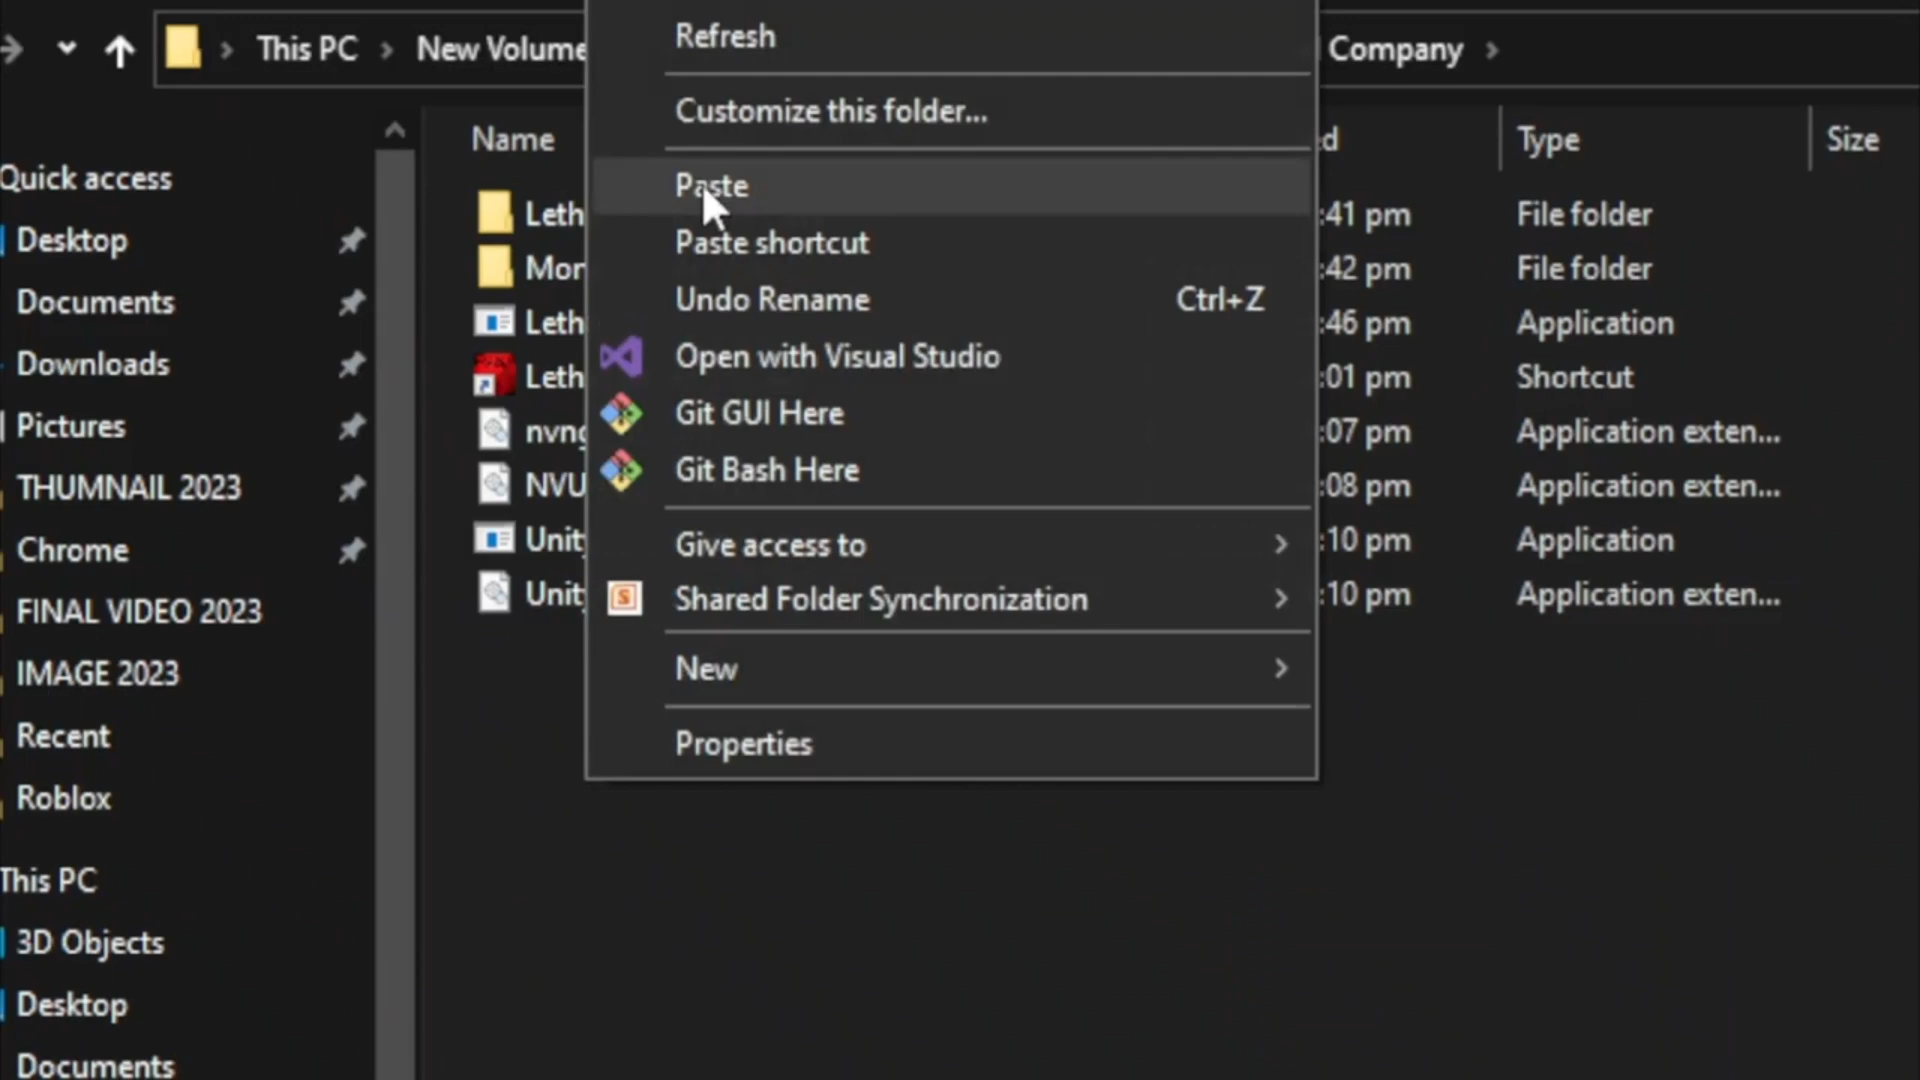 This PC
New Volume
Company
Name
d
Type
Size
Quick access
Desktop
Documents
Downloads
Pictures
THUMNAIL 2023
Chrome
FINAL VIDEO 2023
IMAGE 2023
Recent
Roblox
This PC
3D Objects
Desktop
Documents
Leth :41 pm File folder
Mor :42 pm File folder
Leth :46 pm Application
Leth :01 pm Shortcut
nvng :07 pm Application exten...
NVU :08 pm Application exten...
Unit :10 pm Application
Unit :10 pm Application exten...
Refresh
Customize this folder...
Paste
Paste shortcut
Undo Rename Ctrl+Z
Open with Visual Studio
Git GUI Here
Git Bash Here
Give access to
Shared Folder Synchronization
New
Properties